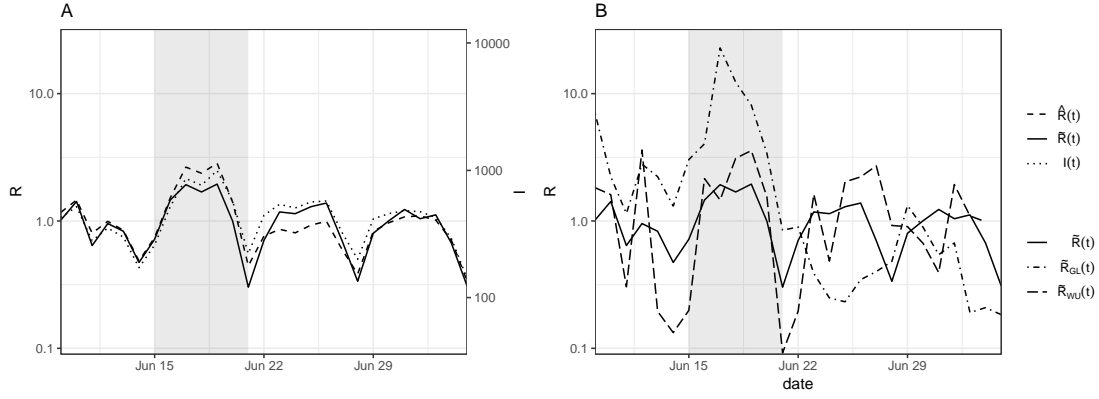 A
B
10.0
1.0
0.1
R
Jun 15
Jun 22
Jun 29
10000
1000
100
I
10.0
1.0
0.1
R
Jun 15
Jun 22
Jun 29
date
R̂(t)
R̃(t)
I(t)
R̃(t)
R̃GL(t)
R̃WU(t)